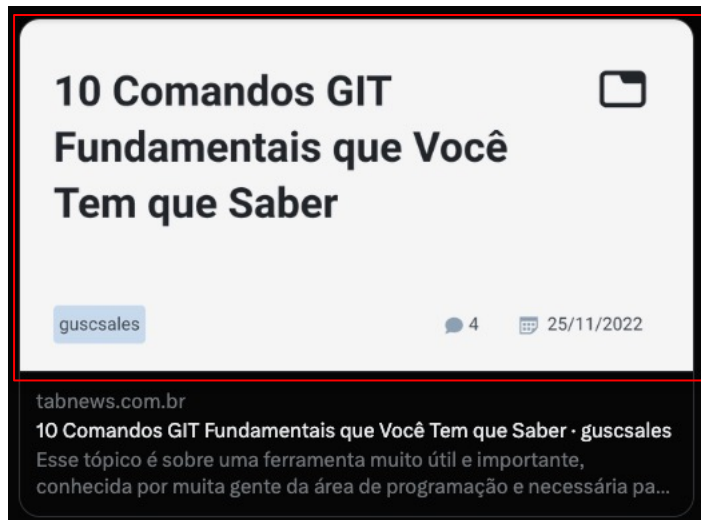 10 Comandos GIT
Fundamentais que Você
Tem que Saber
guscsales
4
25/11/2022
tabnews.com.br
10 Comandos GIT Fundamentais que Você Tem que Saber · guscsales
Esse tópico é sobre uma ferramenta muito útil e importante,
conhecida por muita gente da área de programação e necessária pa...